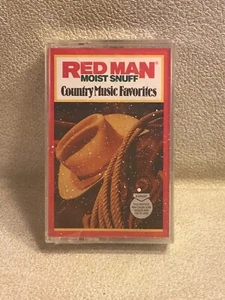 RED MAN®
MOIST SNUFF
Country Music Favorites